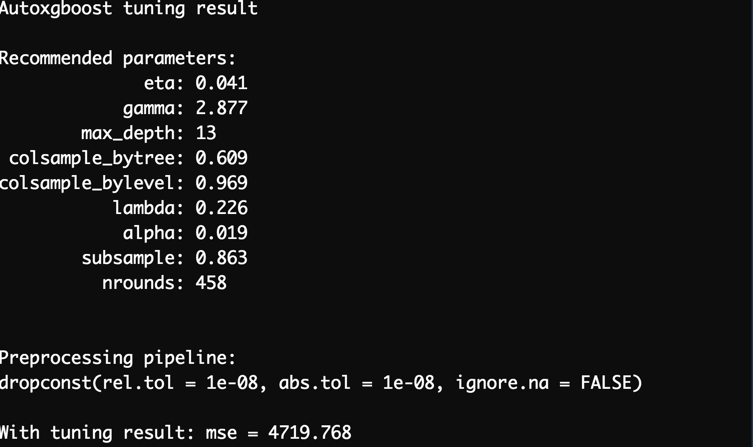 Autoxgboost tuning result
Recommended parameters:
eta: 0.041
gamma: 2.877
max_depth: 13
colsample_bytree: 0.609
colsample_bylevel: 0.969
lambda: 0.226
alpha: 0.019
subsample: 0.863
nrounds: 458
Preprocessing pipeline:
dropconst(rel.tol = 1e-08, abs.tol = 1e-08, ignore.na = FALSE)
With tuning result: mse = 4719.768